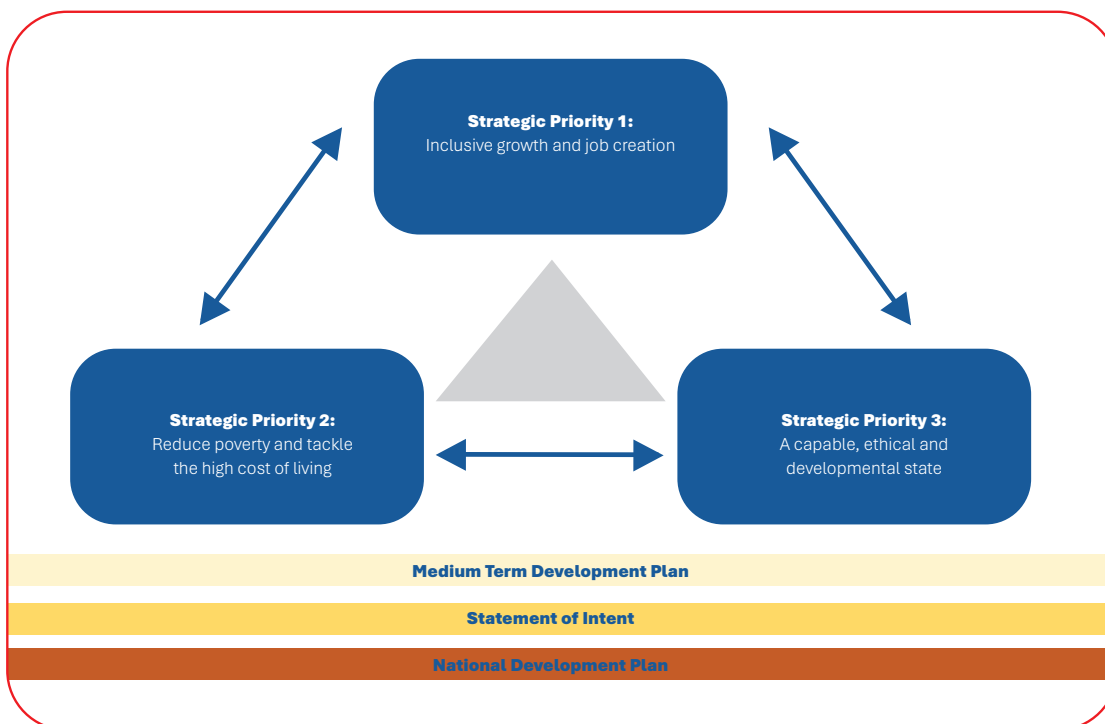 Strategic Priority 1:
Inclusive growth and job creation
Strategic Priority 2:
Reduce poverty and tackle
the high cost of living
Strategic Priority 3:
A capable, ethical and
developmental state
Medium Term Development Plan
Statement of Intent
National Development Plan